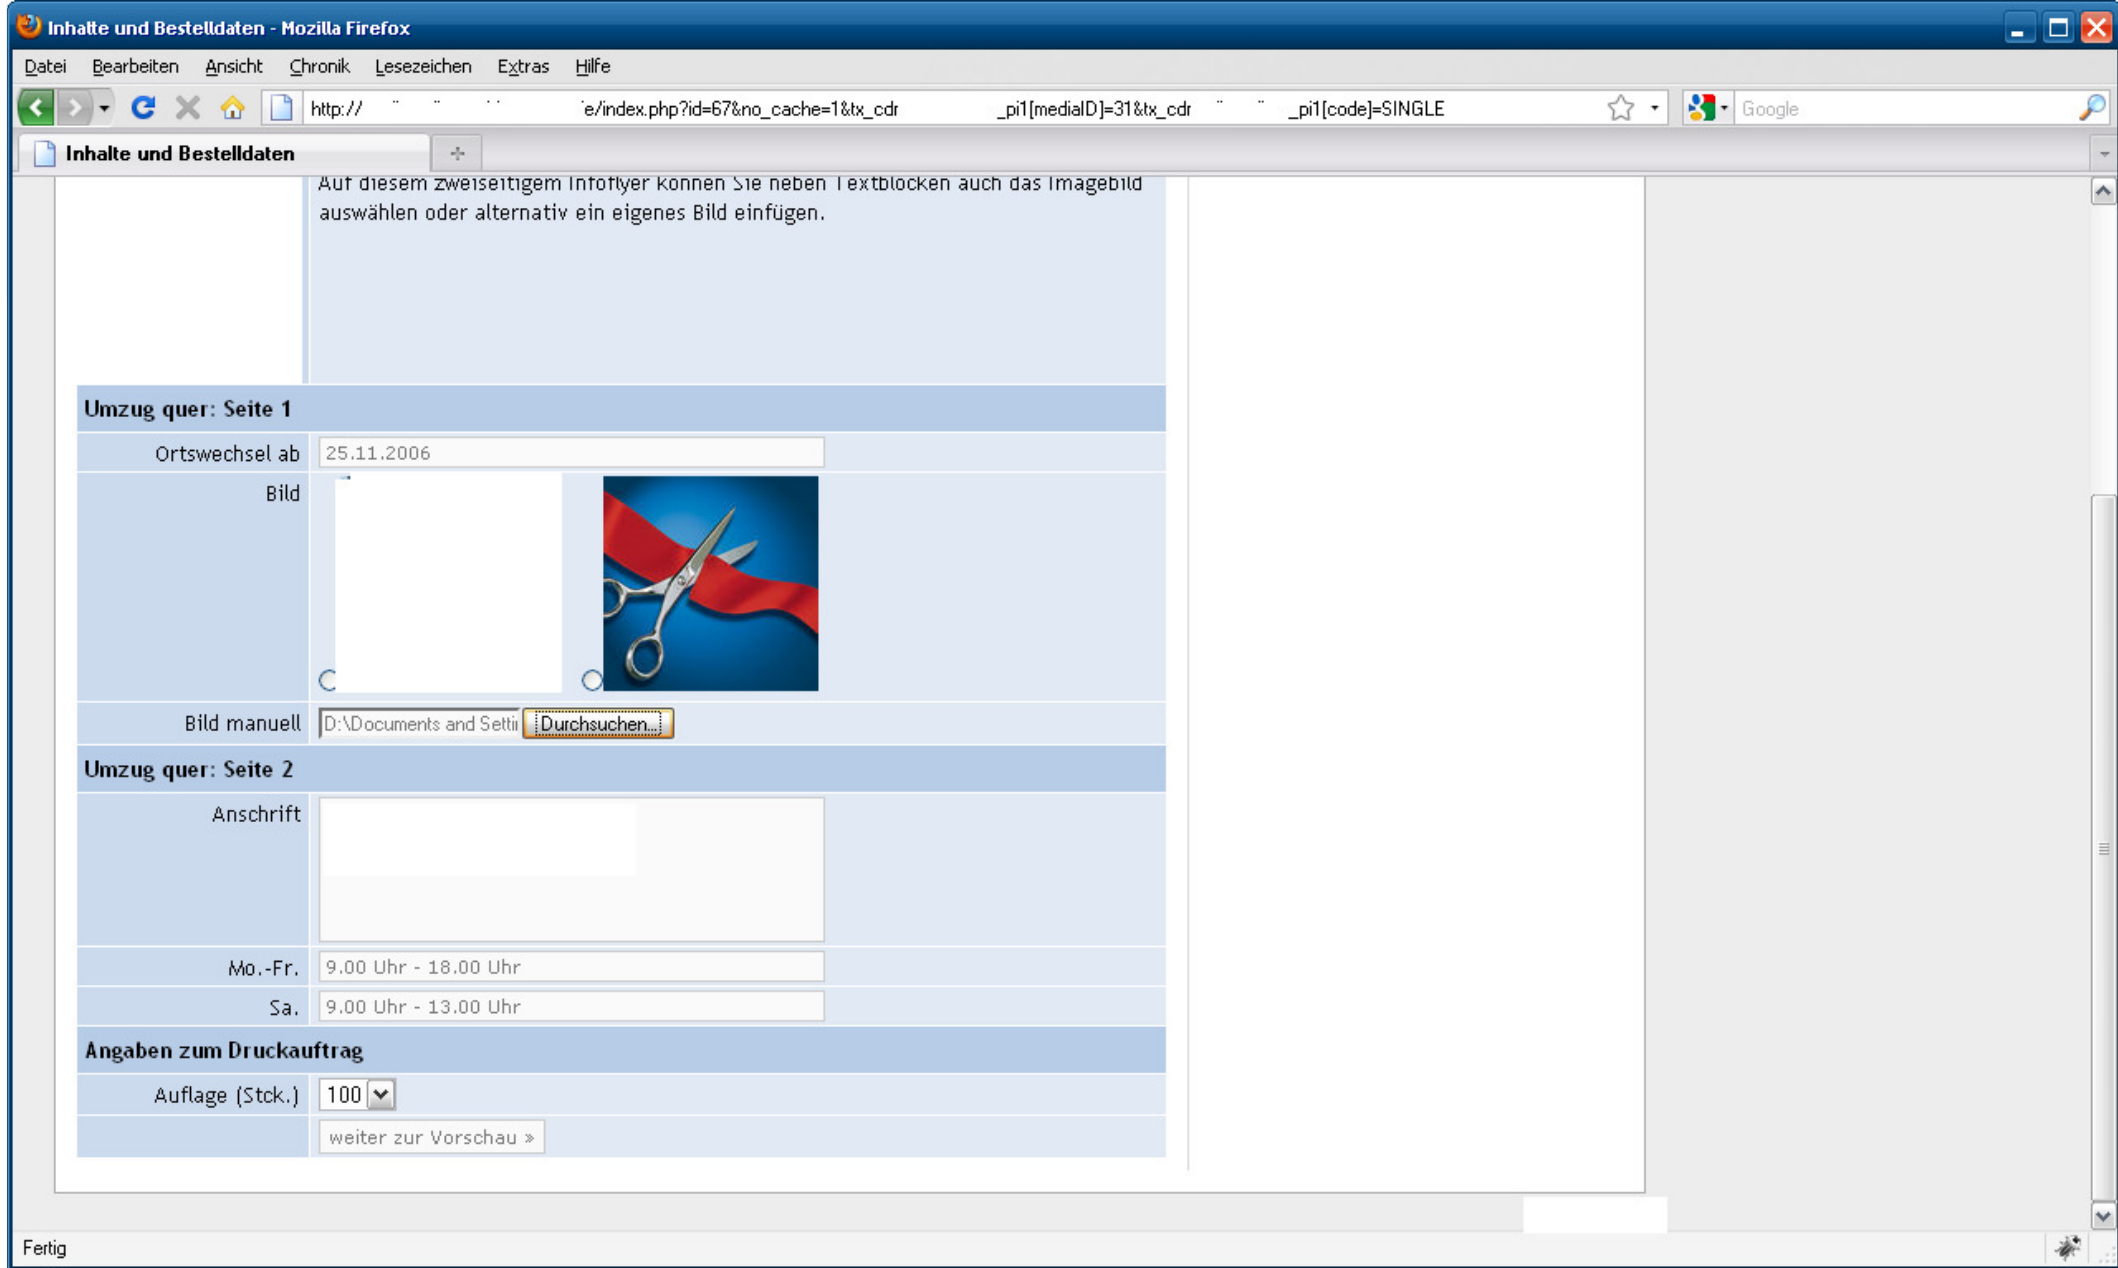 Inhalte und Bestelldaten - Mozilla Firefox
Datei Bearbeiten Ansicht Chronik Lesezeichen Extras Hilfe
http:// e/index.php?id=67&no_cache=1&tx_cdr _pi1[mediaID]=31&tx_cdr _pi1[code]=SINGLE Google
Inhalte und Bestelldaten
Auf diesem zweiseitigem Infoflyer können Sie neben Textblöcken auch das Imagebild
auswählen oder alternativ ein eigenes Bild einfügen.
Umzug quer: Seite 1
Ortswechsel ab 25.11.2006
Bild
Bild manuell D:\Documents and Settin Durchsuchen...
Umzug quer: Seite 2
Anschrift
Mo.-Fr. 9.00 Uhr - 18.00 Uhr
Sa. 9.00 Uhr - 13.00 Uhr
Angaben zum Druckauftrag
Auflage (Stck.) 100
weiter zur Vorschau »
Fertig